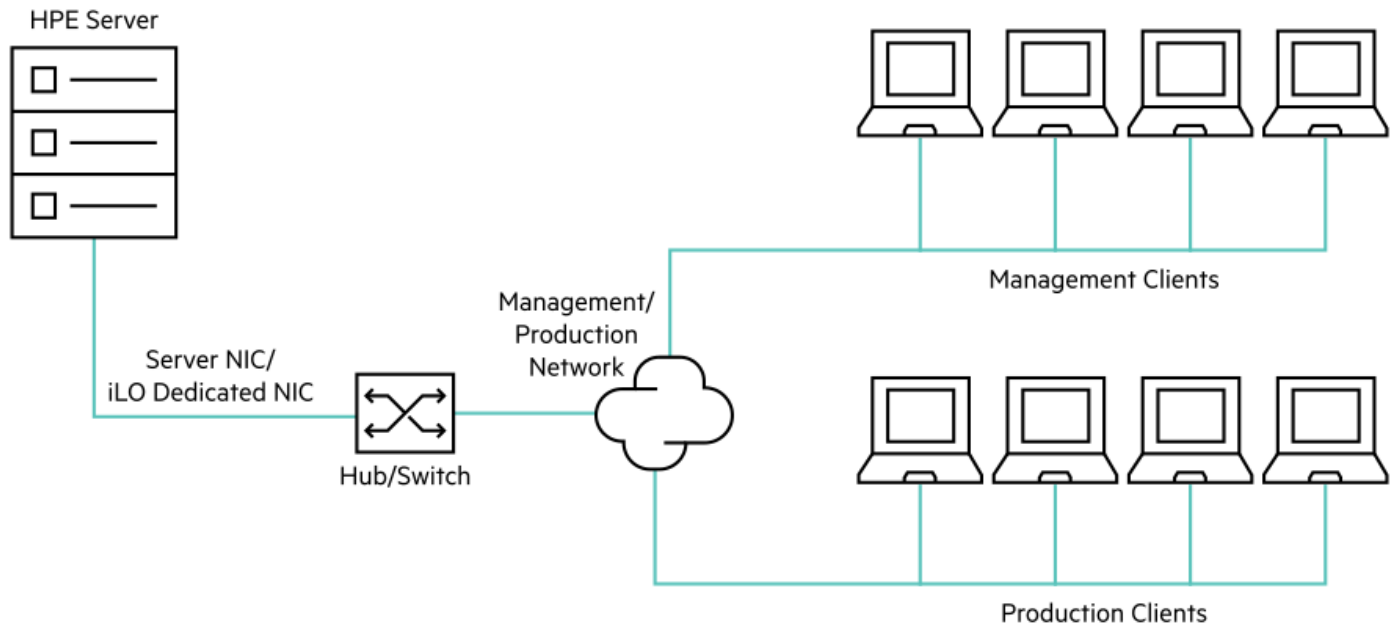 HPE Server
Server NIC/
iLO Dedicated NIC
Hub/Switch
Management/
Production
Network
Management Clients
Production Clients